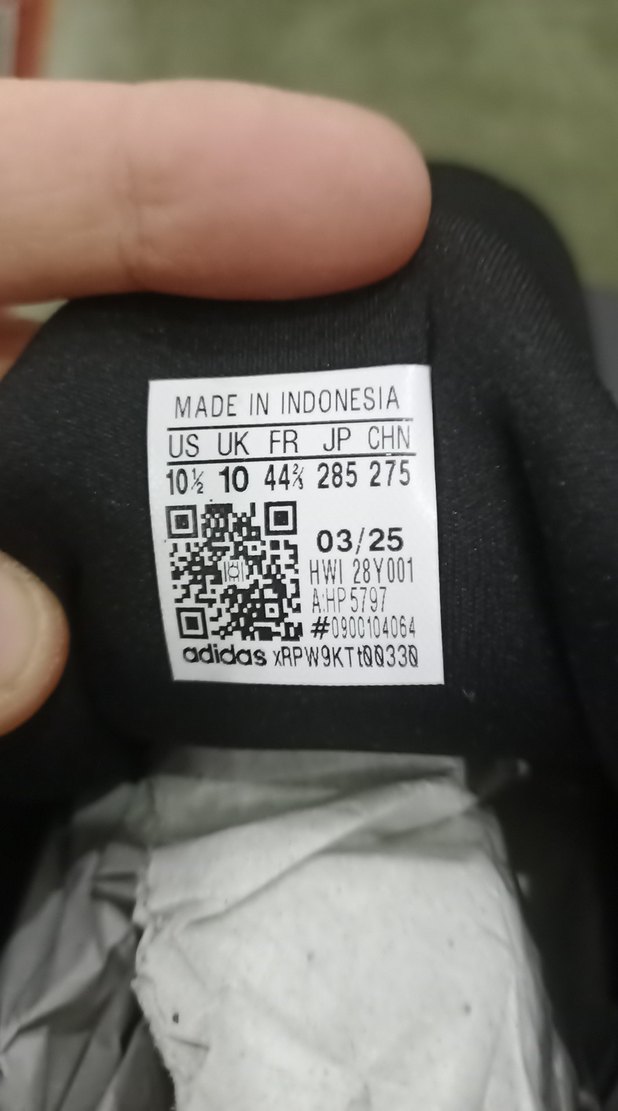 MADE IN INDONESIA
US UK FR JP CHN
10½ 10 44⅔ 285 275
03/25
HWI 28Y001
A:HP5797
#0900104064
adidas xRPW9KTt00330